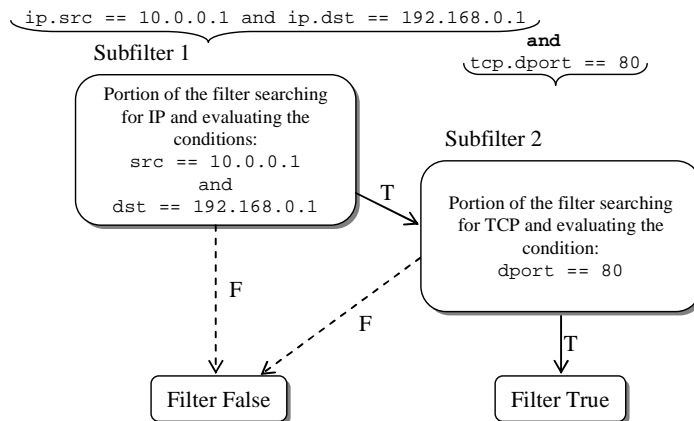 ip.src == 10.0.0.1 and ip.dst == 192.168.0.1
and
tcp.dport == 80
Subfilter 1
Portion of the filter searching
for IP and evaluating the
conditions:
src == 10.0.0.1
and
dst == 192.168.0.1
Subfilter 2
T
Portion of the filter searching
for TCP and evaluating the
condition:
dport == 80
F
F
T
Filter False
Filter True